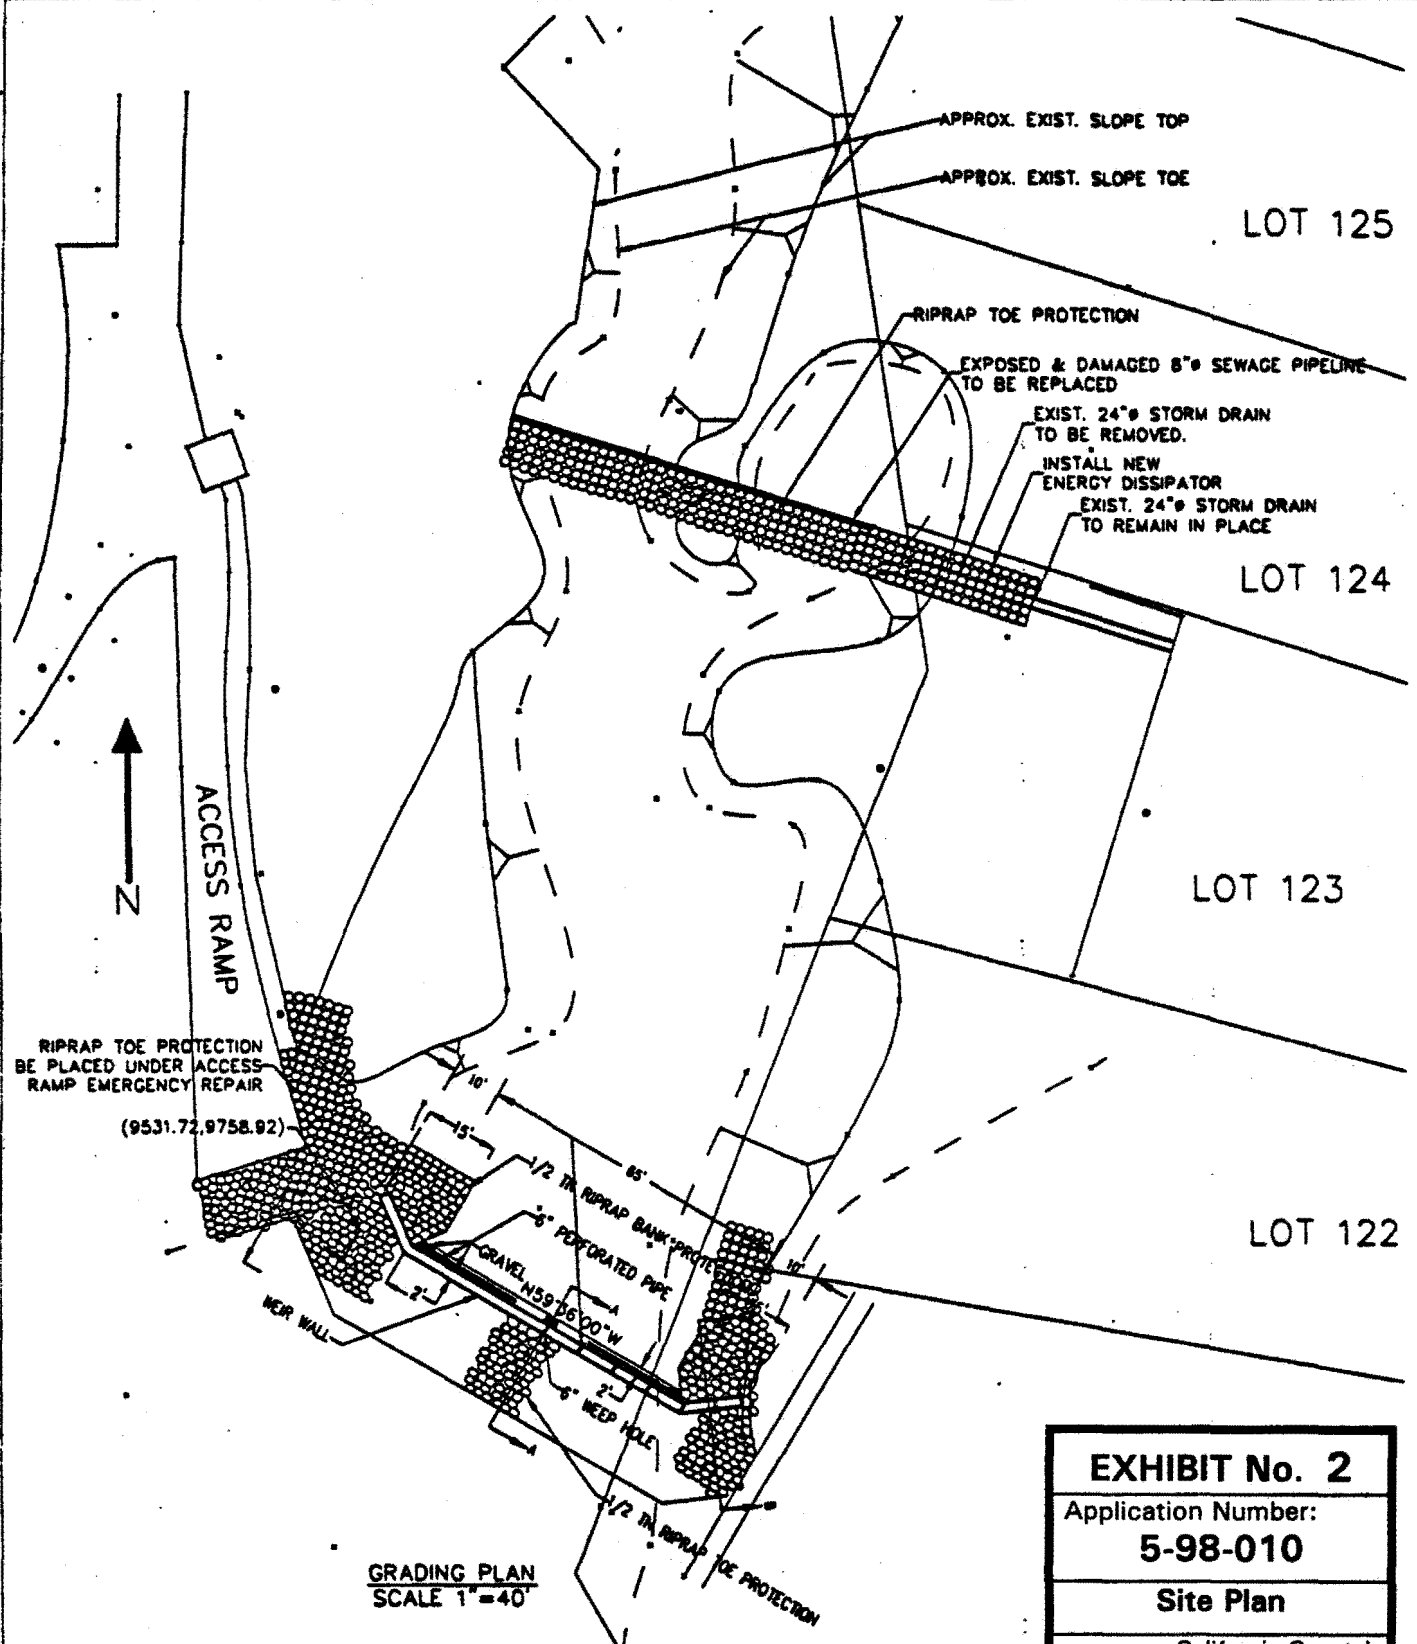 APPROX. EXIST. SLOPE TOP
APPROX. EXIST. SLOPE TOE
LOT 125
RIPRAP TOE PROTECTION
EXPOSED & DAMAGED 8"ø SEWAGE PIPELINE
TO BE REPLACED
EXIST. 24"ø STORM DRAIN
TO BE REMOVED.
INSTALL NEW
ENERGY DISSIPATOR
EXIST. 24"ø STORM DRAIN
TO REMAIN IN PLACE
LOT 124
N
ACCESS RAMP
LOT 123
RIPRAP TOE PROTECTION
BE PLACED UNDER ACCESS
RAMP EMERGENCY REPAIR
(9531.72,9758.92)
10'
15'
85'
1/2 TN RIPRAP BANK
6" PERFORATED PIPE
GRAVEL
N59°36'00"W
10'
LOT 122
2'
WEIR WALL
A
2'
6" WEEP HOLE
A
1/2 TN RIPRAP TOE PROTECTION
GRADING PLAN
SCALE 1"=40'
EXHIBIT No. 2
Application Number:
5-98-010
Site Plan
California Coastal